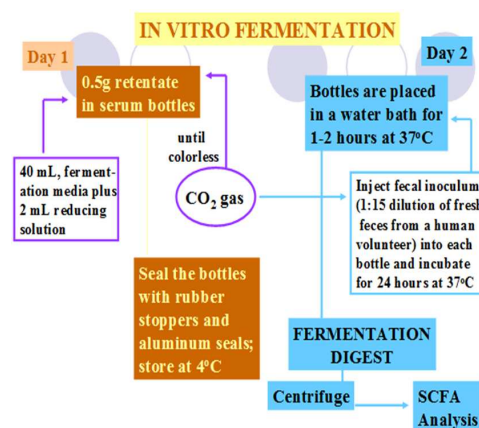 IN VITRO FERMENTATION
Day 1
0.5g retentate
in serum bottles
until
colorless
40 mL, ferment-
ation media plus
2 mL reducing
solution
CO2 gas
Seal the bottles
with rubber
stoppers and
aluminum seals;
store at 4ºC
Day 2
Bottles are placed
in a water bath for
1-2 hours at 37ºC
Inject fecal inoculum
(1:15 dilution of fresh
feces from a human
volunteer) into each
bottle and incubate
for 24 hours at 37ºC
FERMENTATION
DIGEST
Centrifuge
SCFA
Analysis